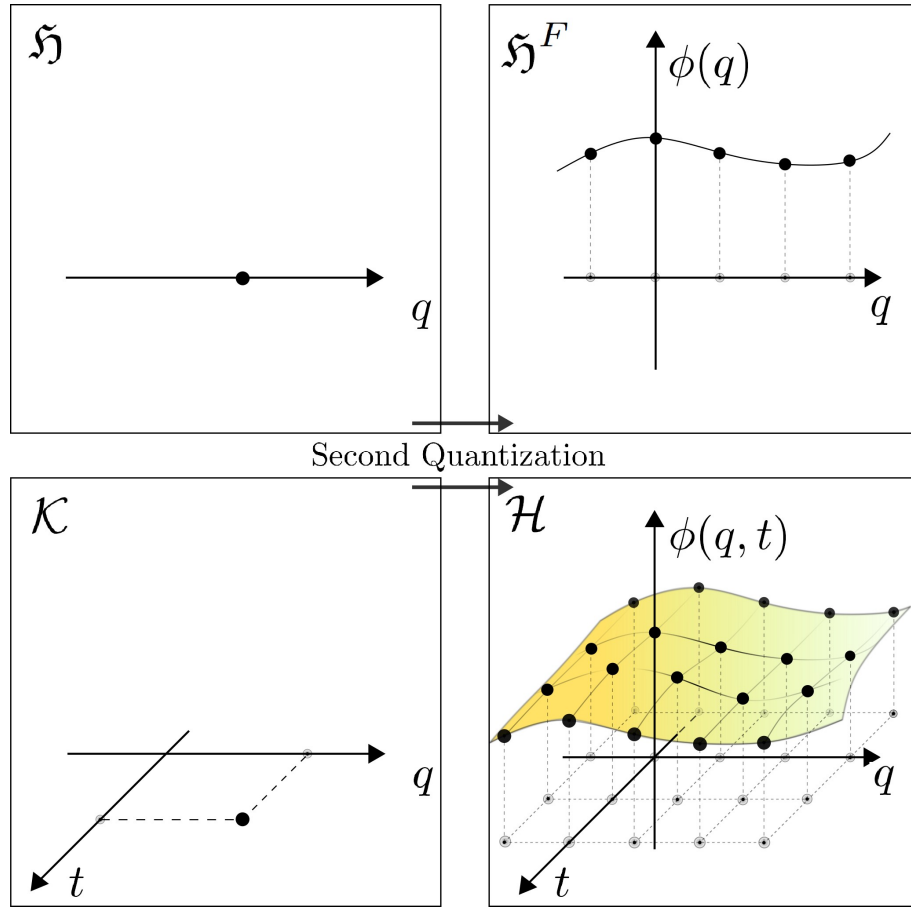 ℌ
ℌ^F
ϕ(q)
q
q
Second Quantization
𝒦
ℋ
ϕ(q, t)
q
q
t
t